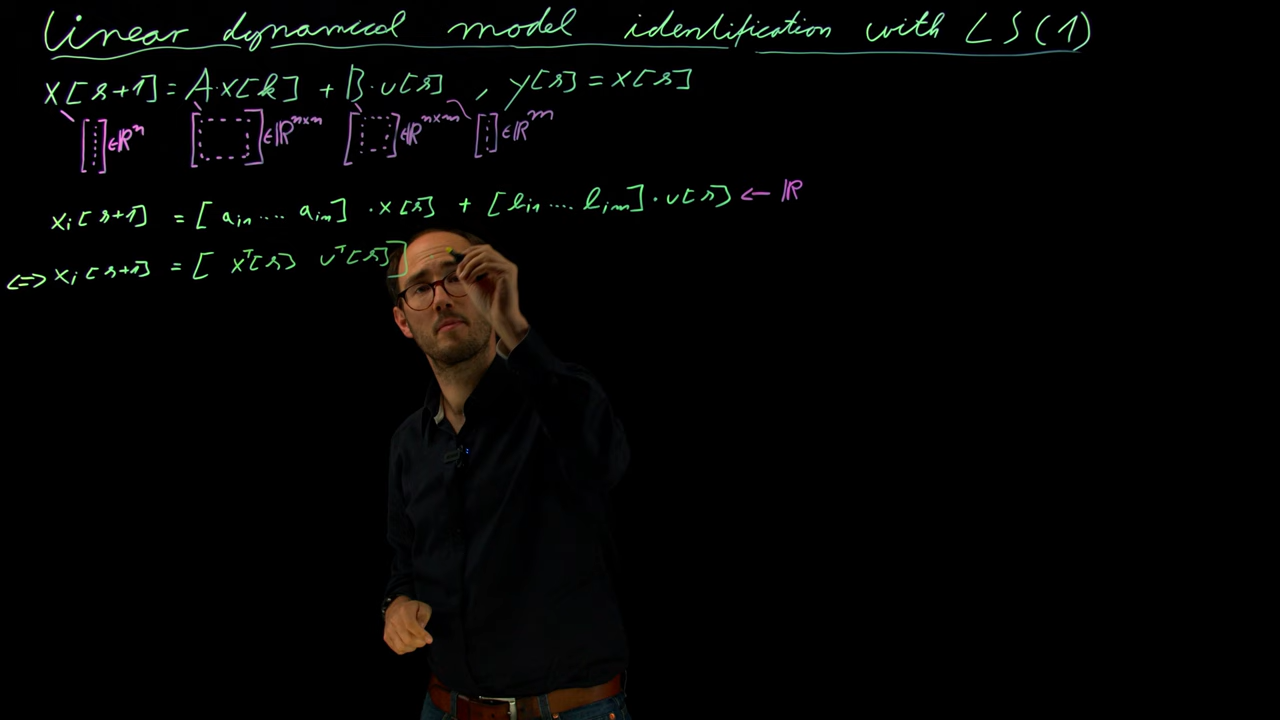 Linear dynamical model identification with LS (1)
x[k+1] = A·x[k] + B·u[k] , y[k] = x[k]
[ ] ∈ ℝⁿ [ ] ∈ ℝⁿˣⁿ [ ] ∈ ℝⁿˣᵐ [ ] ∈ ℝᵐ
xᵢ[k+1] = [ aᵢ₁ .... aᵢₙ ] · x[k] + [ bᵢ₁ .... bᵢₘ ] · u[k] ← ℝ
⇔ xᵢ[k+1] = [ xᵀ[k] uᵀ[k] ]